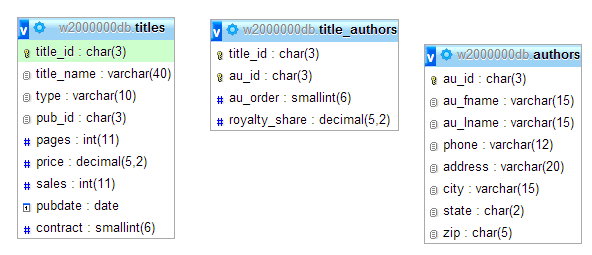 v w2000000db.titles
title_id : char(3)
title_name : varchar(40)
type : varchar(10)
pub_id : char(3)
# pages : int(11)
# price : decimal(5,2)
# sales : int(11)
pubdate : date
# contract : smallint(6)
v w2000000db.title_authors
title_id : char(3)
au_id : char(3)
# au_order : smallint(6)
# royalty_share : decimal(5,2)
v w2000000db.authors
au_id : char(3)
au_fname : varchar(15)
au_lname : varchar(15)
phone : varchar(12)
address : varchar(20)
city : varchar(15)
state : char(2)
zip : char(5)